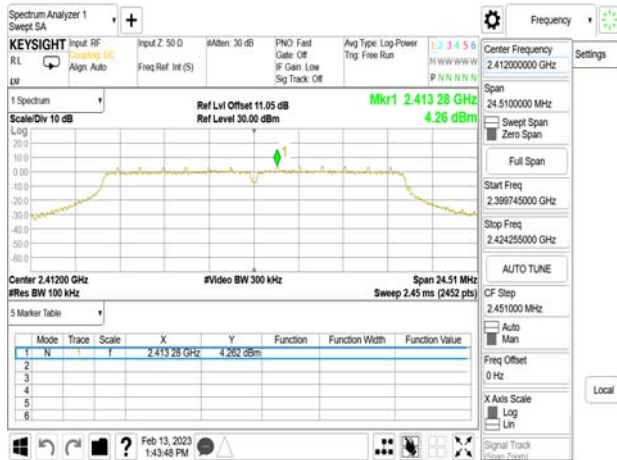 Spectrum Analyzer 1
Swept SA
Frequency
KEYSIGHT
RL
Input: RF
Coupling: DC
Align: Auto
Input Z: 50 Ω
Freq Ref: Int (S)
#Atten: 30 dB
PNO: Fast
Gate: Off
IF Gain: Low
Sig Track: Off
Avg Type: Log-Power
Trig: Free Run
1 2 3 4 5 6
M W W W W W
P N N N N N
1 Spectrum
Scale/Div 10 dB
Ref Lvl Offset 11.05 dB
Ref Level 30.00 dBm
Mkr1 2.413 28 GHz
4.26 dBm
Log
20.0
10.0
0.00
-10.0
-20.0
-30.0
-40.0
-50.0
-60.0
1
Center 2.41200 GHz
#Res BW 100 kHz
#Video BW 300 kHz
Span 24.51 MHz
Sweep 2.45 ms (2452 pts)
5 Marker Table
Mode Trace Scale X Y Function Function Width Function Value
1 N 1 f 2.413 28 GHz 4.262 dBm
2
3
4
5
6
Feb 13, 2023
1:43:48 PM
Center Frequency
2.412000000 GHz
Settings
Span
24.5100000 MHz
Swept Span
Zero Span
Full Span
Start Freq
2.399745000 GHz
Stop Freq
2.424255000 GHz
AUTO TUNE
CF Step
2.451000 MHz
Auto
Man
Freq Offset
0 Hz
X Axis Scale
Log
Lin
Local
Signal Track
(Span Zoom)